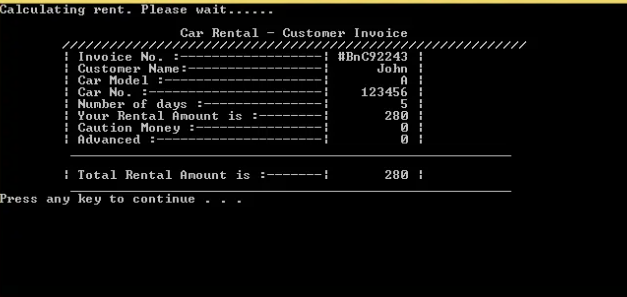 Calculating rent. Please wait......
Car Rental - Customer Invoice
///////////////////////////////////////////////////////////
| Invoice No. :------------------| #BnC92243 |
| Customer Name:-----------------| John |
| Car Model :--------------------| A |
| Car No. :----------------------| 123456 |
| Number of days :---------------| 5 |
| Your Rental Amount is :--------| 280 |
| Caution Money :----------------| 0 |
| Advanced :---------------------| 0 |
________________________________________________________
| Total Rental Amount is :-------| 280 |
________________________________________________________
Press any key to continue . . .